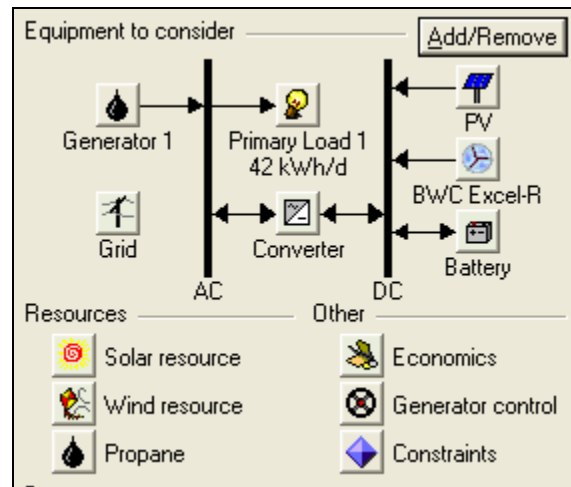 Equipment to consider
Add/Remove
Generator 1
Primary Load 1
42 kWh/d
PV
BWC Excel-R
Grid
Converter
Battery
AC
DC
Resources
Other
Solar resource
Economics
Wind resource
Generator control
Propane
Constraints